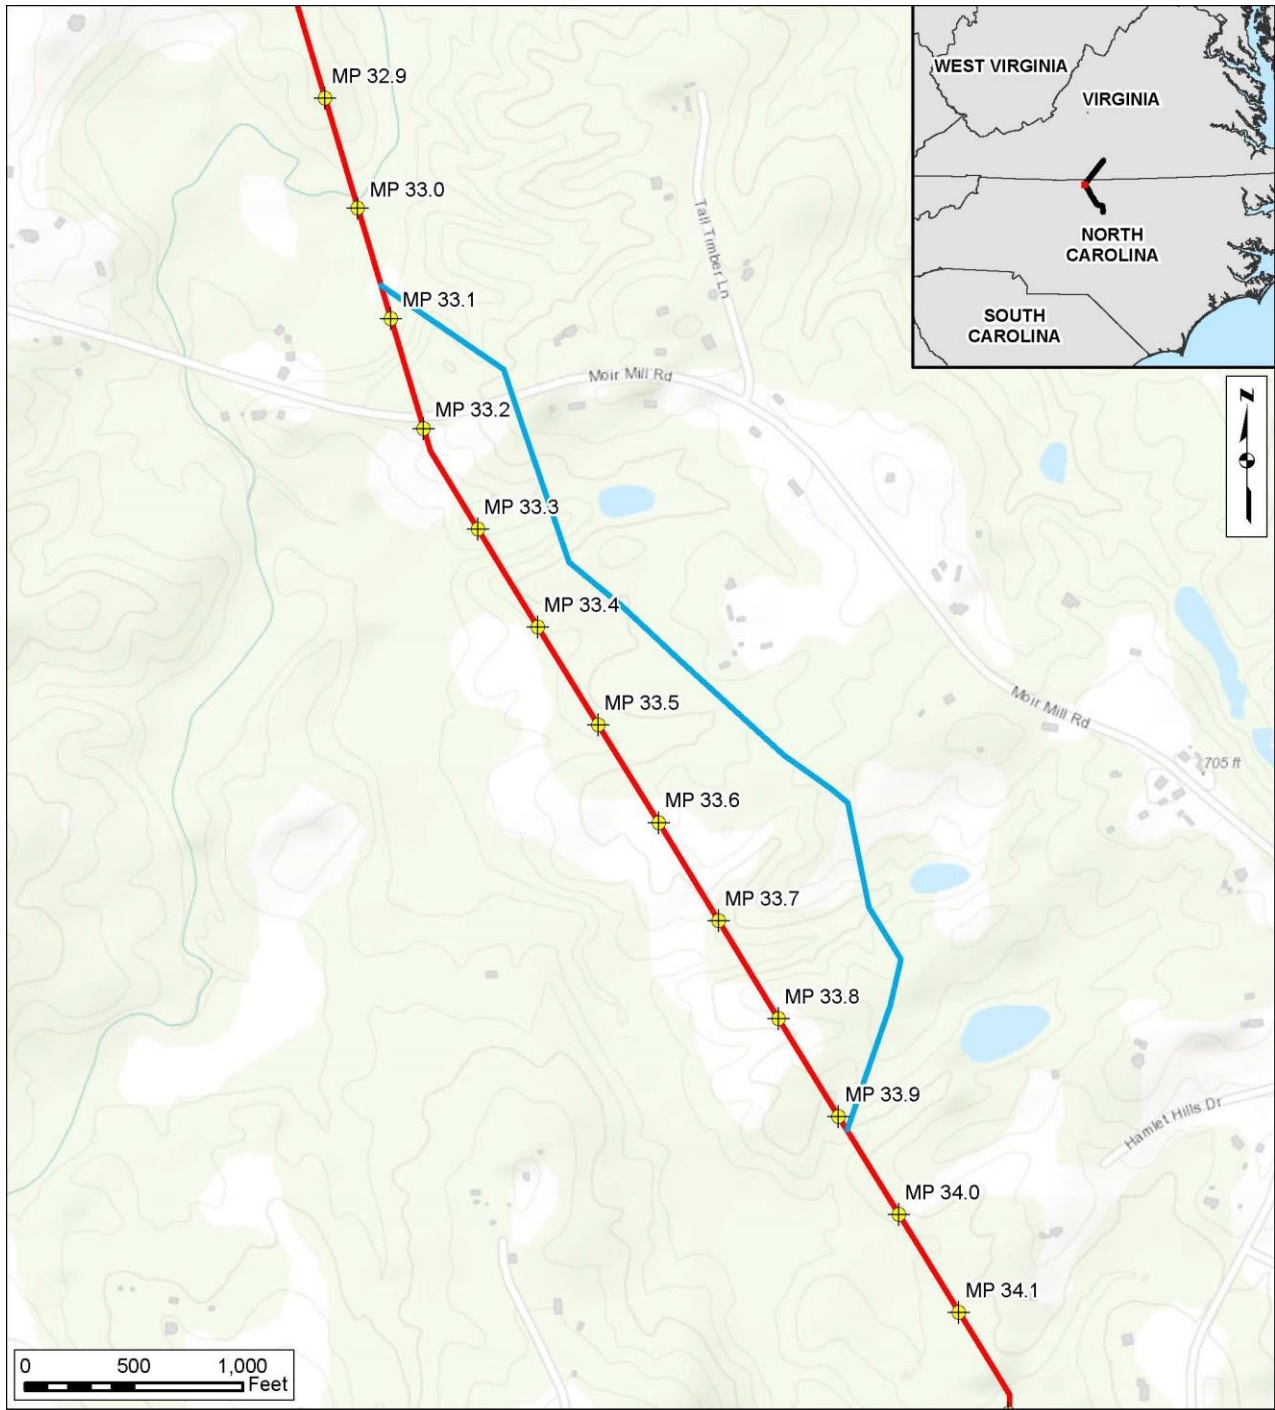 MP 32.9
MP 33.0
MP 33.1
MP 33.2
MP 33.3
MP 33.4
MP 33.5
MP 33.6
MP 33.7
MP 33.8
MP 33.9
MP 34.0
MP 34.1
Tall Timber Ln
Moir Mill Rd
Moir Mill Rd
705 ft
Hamlet Hills Dr
WEST VIRGINIA
VIRGINIA
NORTH
CAROLINA
SOUTH
CAROLINA
N
0 500 1,000
Feet